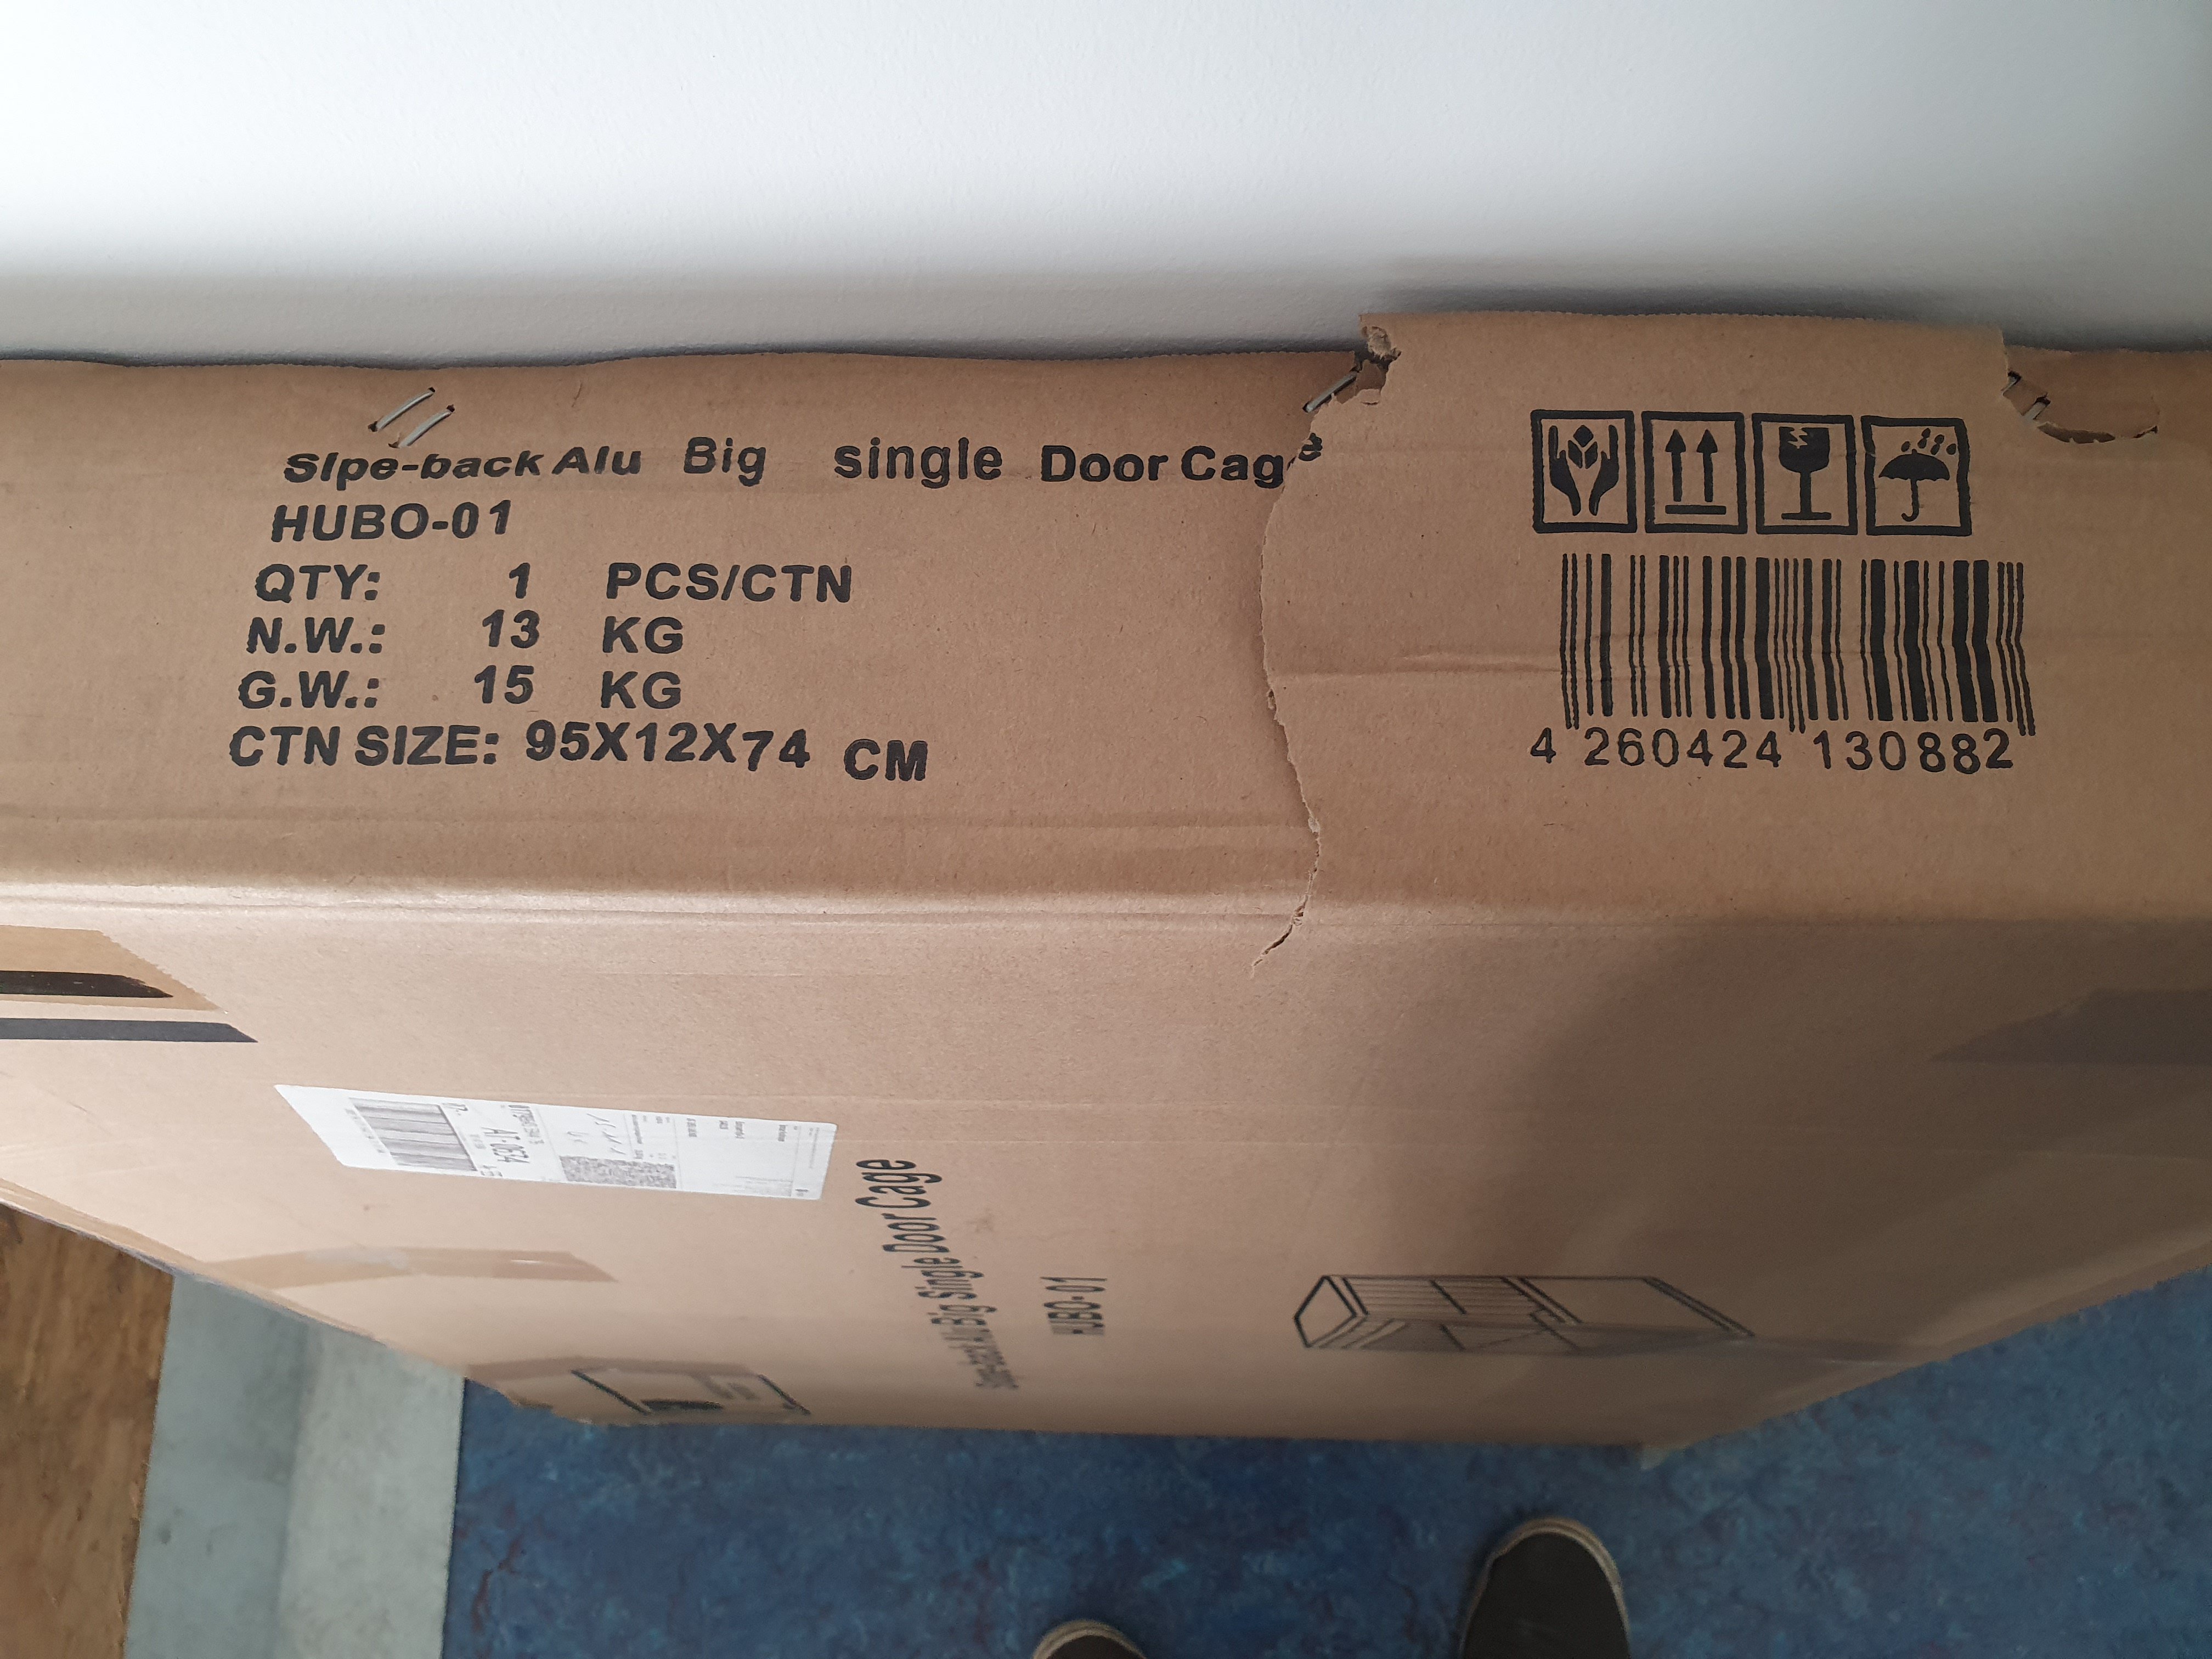 Slpe-back Alu Big single Door Cage
HUBO-01
QTY: 1 PCS/CTN
N.W.: 13 KG
G.W.: 15 KG
CTN SIZE: 95X12X74 CM
4 260424 130882
Big Single Door Cage
HUBO-01